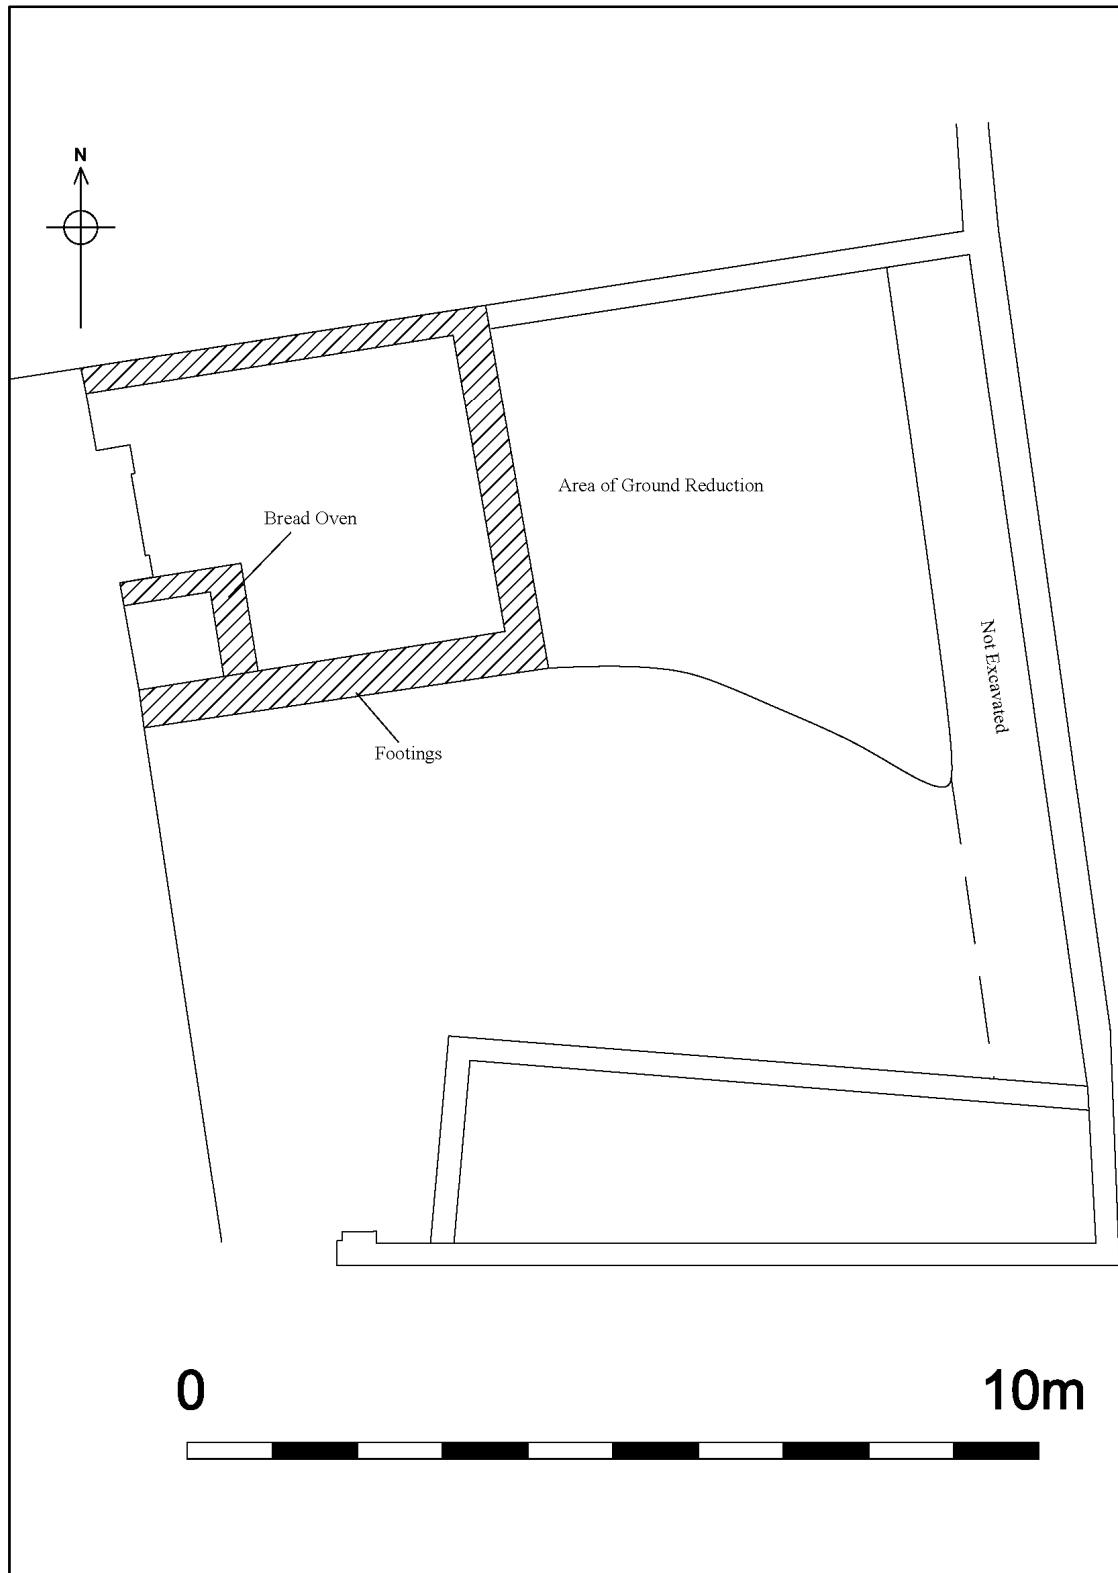 N
Area of Ground Reduction
Bread Oven
Not Excavated
Footings
0
10m